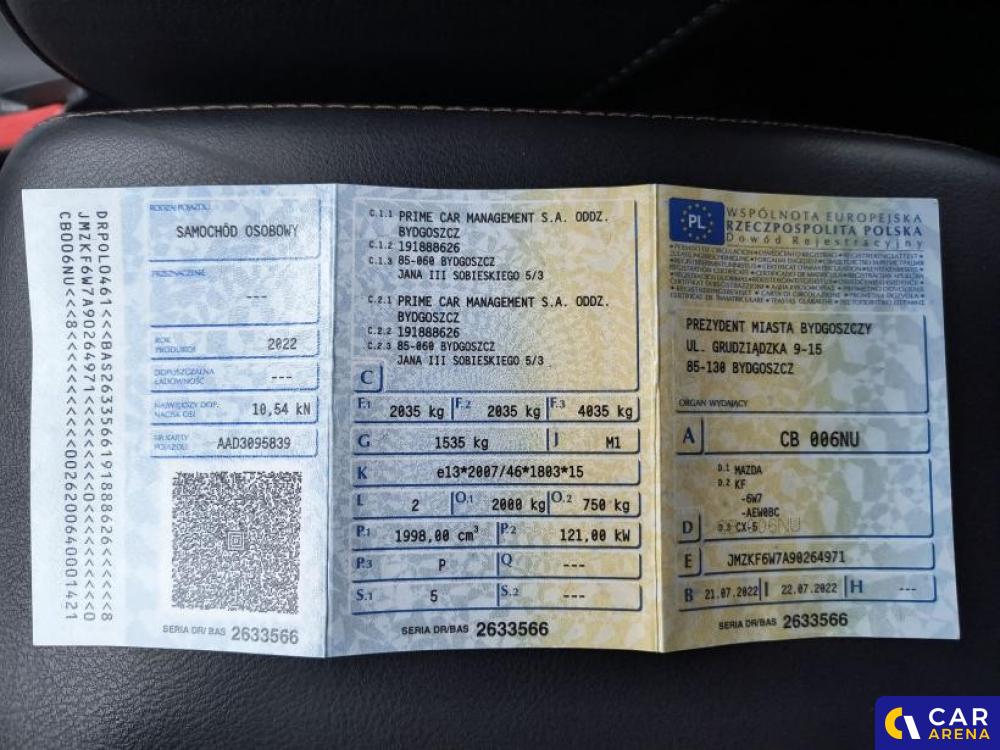 DRPOL0461<<<BAS2633566191888626<<<<<<8
JMZKF6W7A90264971<<<<<<<<0<<<<<<<<<<<0
CB006NU<<<8<<<<<<<<<<<0026200640001421
RODZAJ POJAZDU
SAMOCHÓD OSOBOWY
PRZEZNACZENIE
---
ROK
PRODUKCJI
2022
DOPUSZCZALNA
ŁADOWNOŚĆ
---
NAJWIĘKSZY DOP.
NACISK OSI
10,54 kN
NR KARTY
POJAZDU
AAD3095839
SERIA DR/BAS 2633566
C.1.1 PRIME CAR MANAGEMENT S.A. ODDZ.
BYDGOSZCZ
C.1.2 191888626
C.1.3 85-060 BYDGOSZCZ
JANA III SOBIESKIEGO 5/3
C.2.1 PRIME CAR MANAGEMENT S.A. ODDZ.
BYDGOSZCZ
C.2.2 191888626
C.2.3 85-060 BYDGOSZCZ
JANA III SOBIESKIEGO 5/3
C
F.1 2035 kg F.2 2035 kg F.3 4035 kg
G 1535 kg J M1
K e13*2007/46*1803*15
L 2 O.1 2000 kg O.2 750 kg
P.1 1998,00 cm³ P.2 121,00 kW
P.3 P Q ---
S.1 5 S.2 ---
SERIA DR/BAS 2633566
PL
WSPÓLNOTA EUROPEJSKA
RZECZPOSPOLITA POLSKA
Dowód Rejestracyjny
PREZYDENT MIASTA BYDGOSZCZY
UL. GRUDZIĄDZKA 9-15
85-130 BYDGOSZCZ
ORGAN WYDAJĄCY
A CB 006NU
D.1 MAZDA
D.2 KF
-6W7
-AEW0BC
D D.3 CX-5
E JMZKF6W7A90264971
B 21.07.2022 I 22.07.2022 H ---
SERIA DR/BAS 2633566
CAR
ARENA